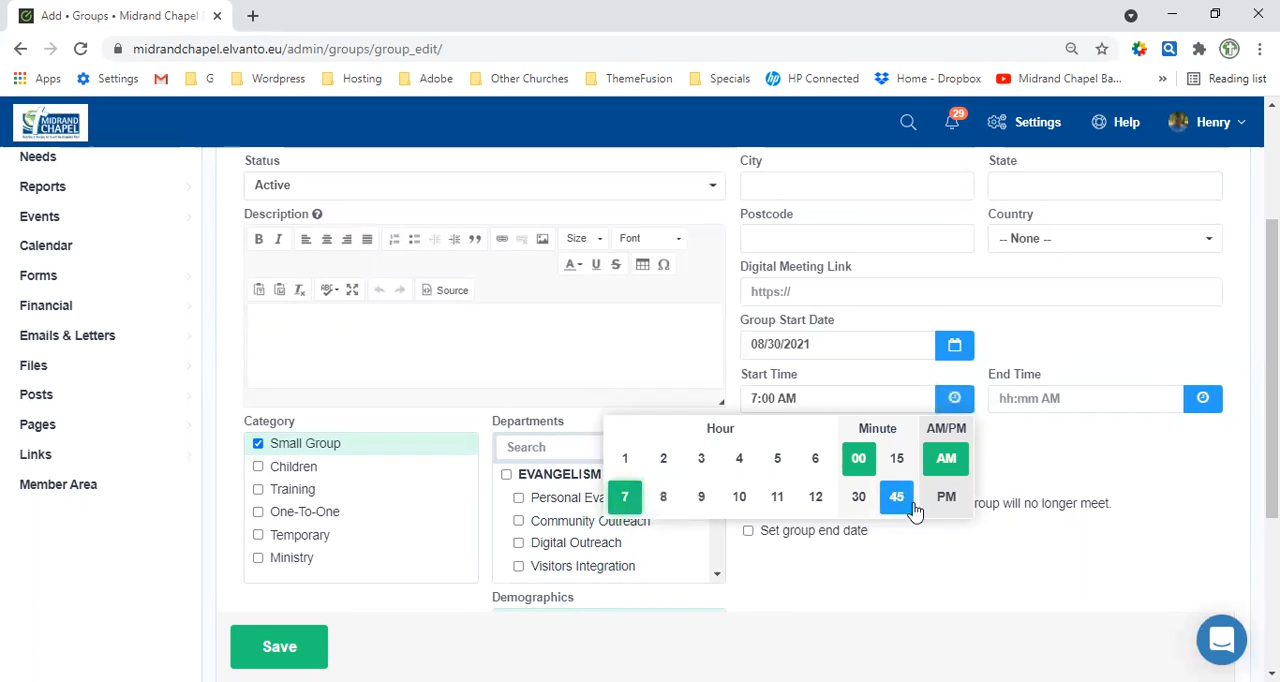 Add • Groups • Midrand Chapel
midrandchapel.elvanto.eu/admin/groups/group_edit/
Apps Settings G Wordpress Hosting Adobe Other Churches ThemeFusion Specials HP Connected Home - Dropbox Midrand Chapel Ba... » Reading list
MIDRAND CHAPEL
29 Settings Help Henry
Needs
Reports
Events
Calendar
Forms
Financial
Emails & Letters
Files
Posts
Pages
Links
Member Area
Status
Active
Description
B I Size Font
A U S Ω
ABC Source
Category
Small Group
Children
Training
One-To-One
Temporary
Ministry
Departments
Search
EVANGELISM
Personal Eva
Community Outreach
Digital Outreach
Visitors Integration
Demographics
City State
Postcode Country
-- None --
Digital Meeting Link
https://
Group Start Date
08/30/2021
Start Time End Time
7:00 AM hh:mm AM
Hour Minute AM/PM
1 2 3 4 5 6 00 15 AM
7 8 9 10 11 12 30 45 PM
oup will no longer meet.
Set group end date
Save